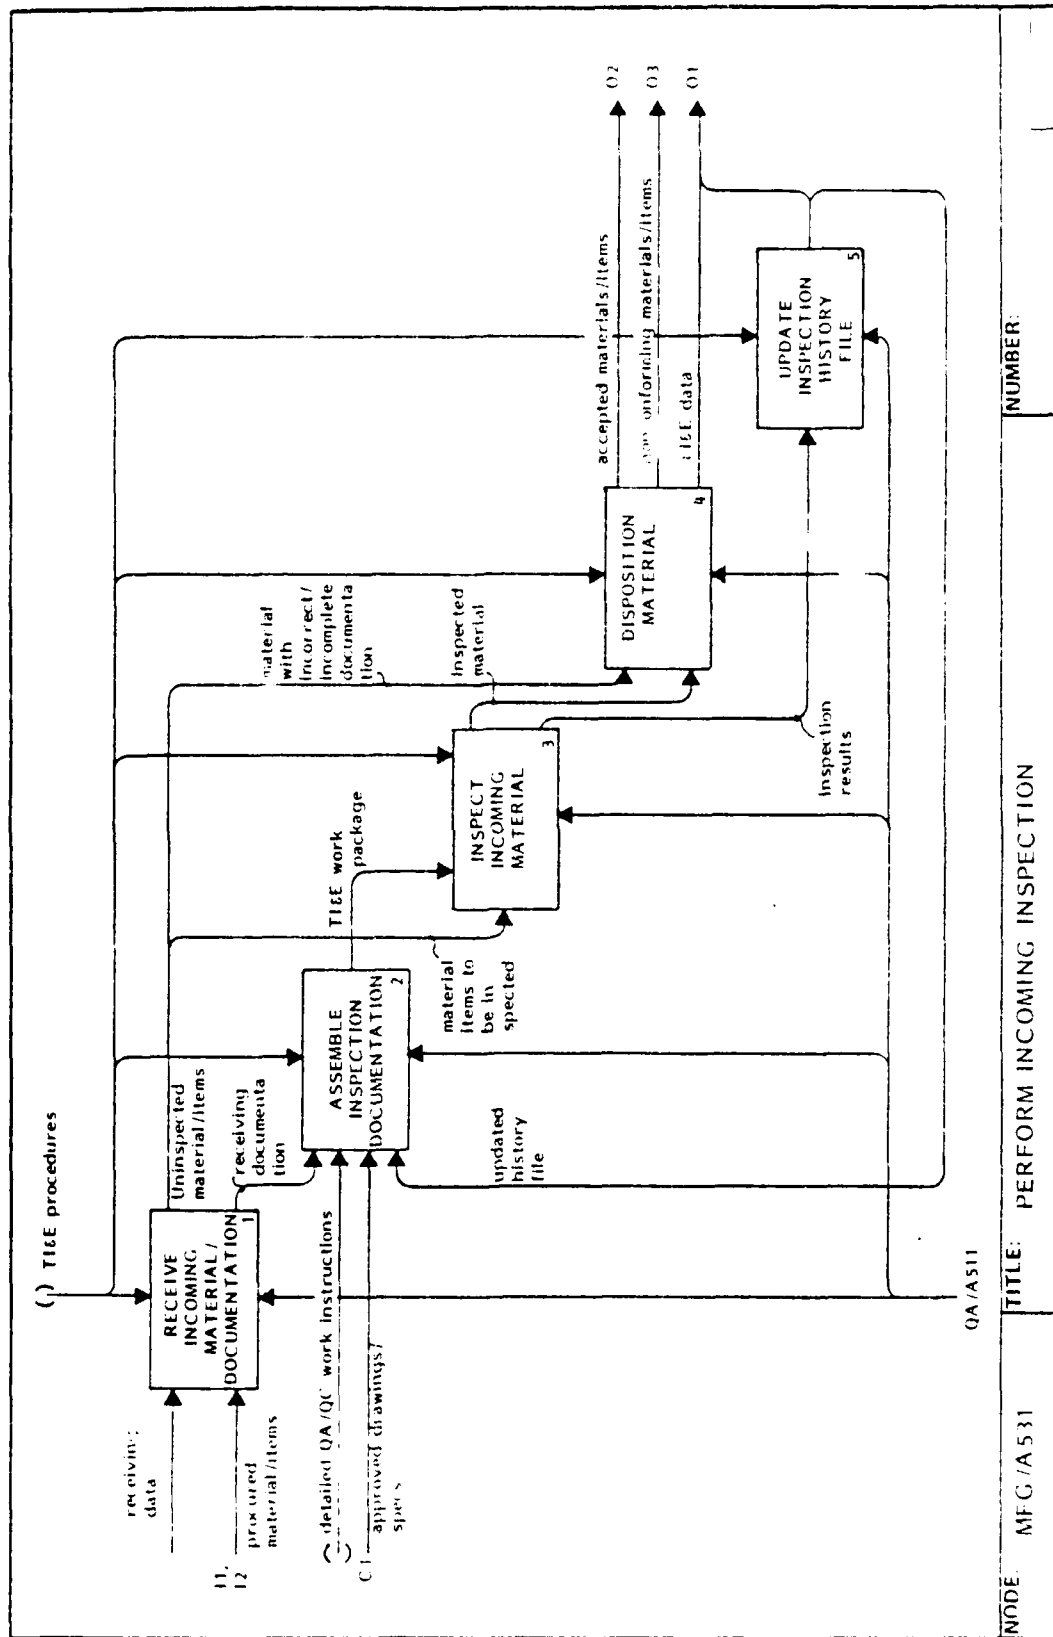 ( ) TI&E procedures
receiving
data
I1,
I2
procured
material/items
RECEIVE
INCOMING
MATERIAL/
DOCUMENTATION
1
Uninspected
material/items
receiving
documenta
tion
detailed QA/QC work instructions
C1
approved drawings/
specs
ASSEMBLE
INSPECTION
DOCUMENTATION
2
updated
history
file
TI&E work
package
material
items to
be in
spected
INSPECT
INCOMING
MATERIAL
3
material
with
incorrect/
incomplete
documenta
tion
inspected
material
inspection
results
DISPOSITION
MATERIAL
4
accepted materials/items
materials/items
TI&E data
O2
O3
O1
UPDATE
INSPECTION
HISTORY
FILE
5
QA/A511
NODE: MFG/A531
TITLE: PERFORM INCOMING INSPECTION
NUMBER: